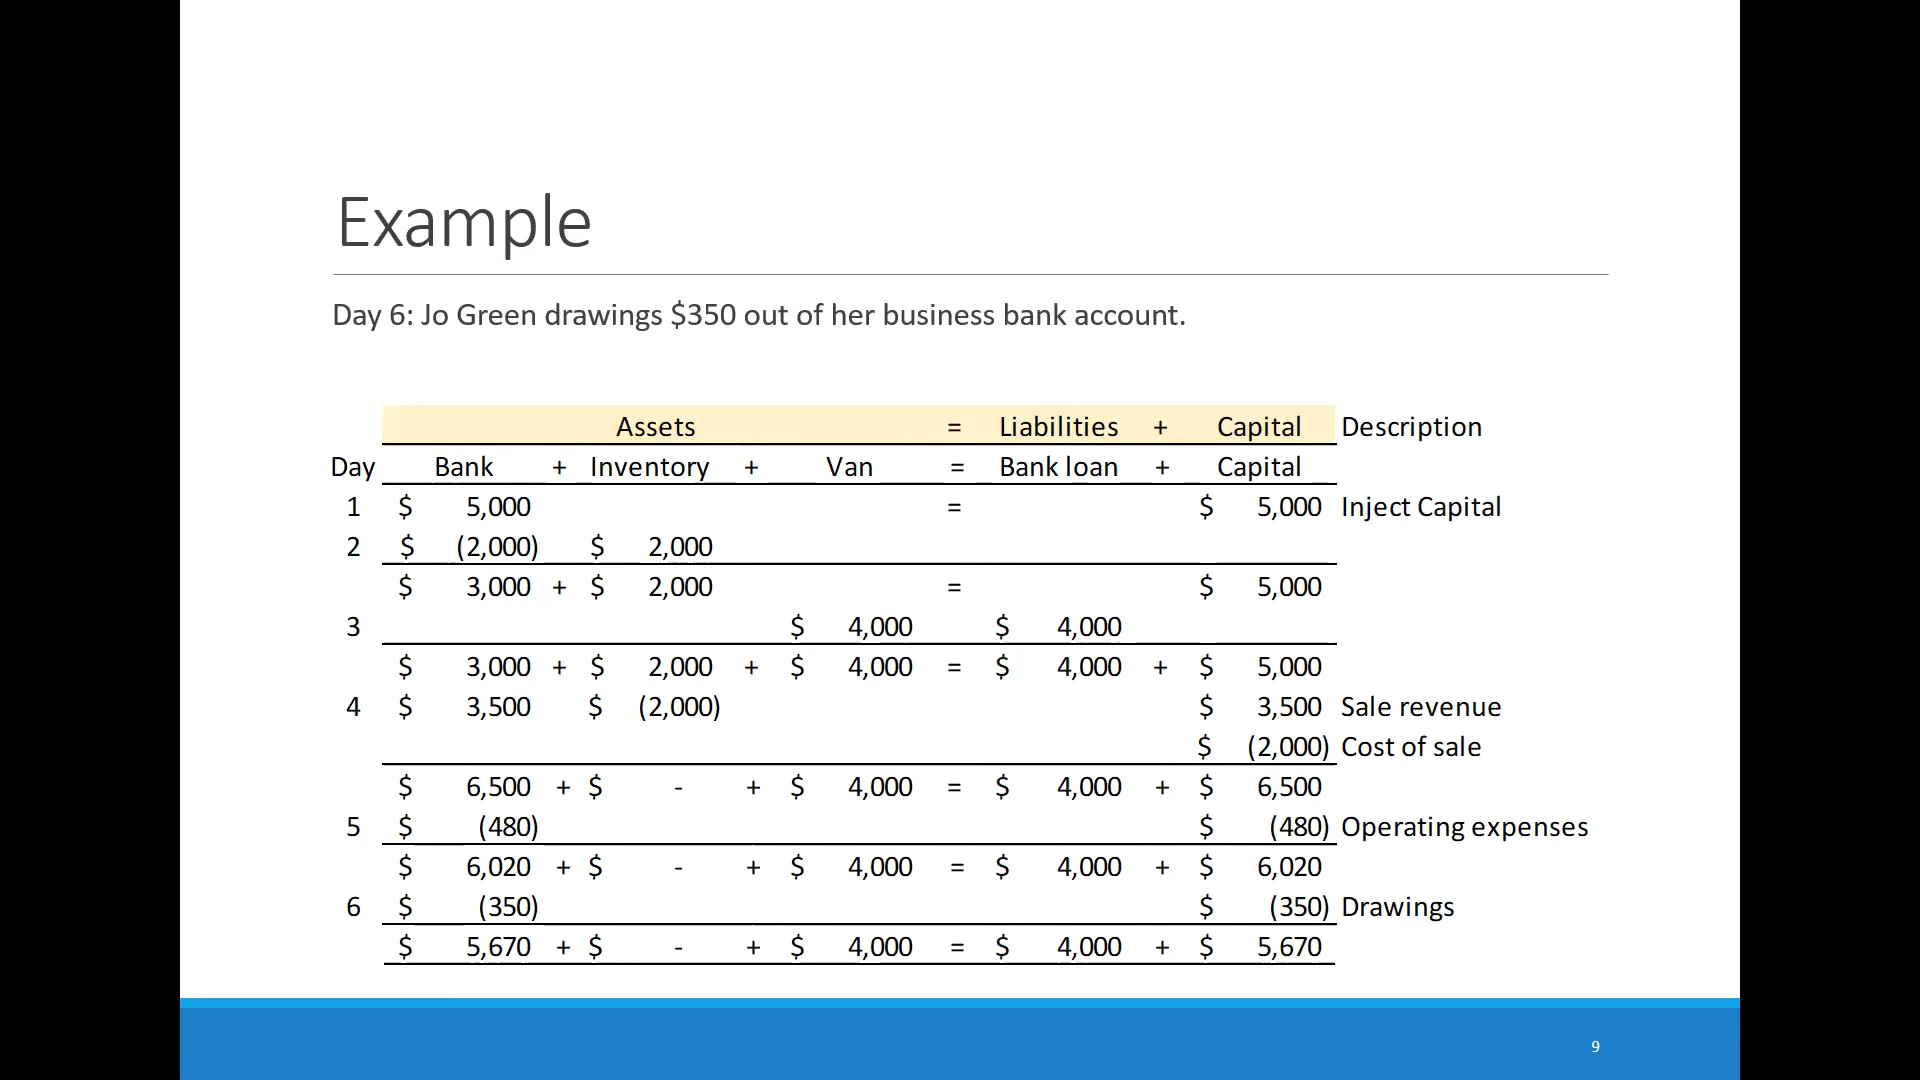 Example
Day 6: Jo Green drawings $350 out of her business bank account.
Assets = Liabilities + Capital Description
Day Bank + Inventory + Van = Bank loan + Capital
1 $ 5,000 = $ 5,000 Inject Capital
2 $ (2,000) $ 2,000
$ 3,000 + $ 2,000 = $ 5,000
3 $ 4,000 $ 4,000
$ 3,000 + $ 2,000 + $ 4,000 = $ 4,000 + $ 5,000
4 $ 3,500 $ (2,000) $ 3,500 Sale revenue
$ (2,000) Cost of sale
$ 6,500 + $ - + $ 4,000 = $ 4,000 + $ 6,500
5 $ (480) $ (480) Operating expenses
$ 6,020 + $ - + $ 4,000 = $ 4,000 + $ 6,020
6 $ (350) $ (350) Drawings
$ 5,670 + $ - + $ 4,000 = $ 4,000 + $ 5,670
9